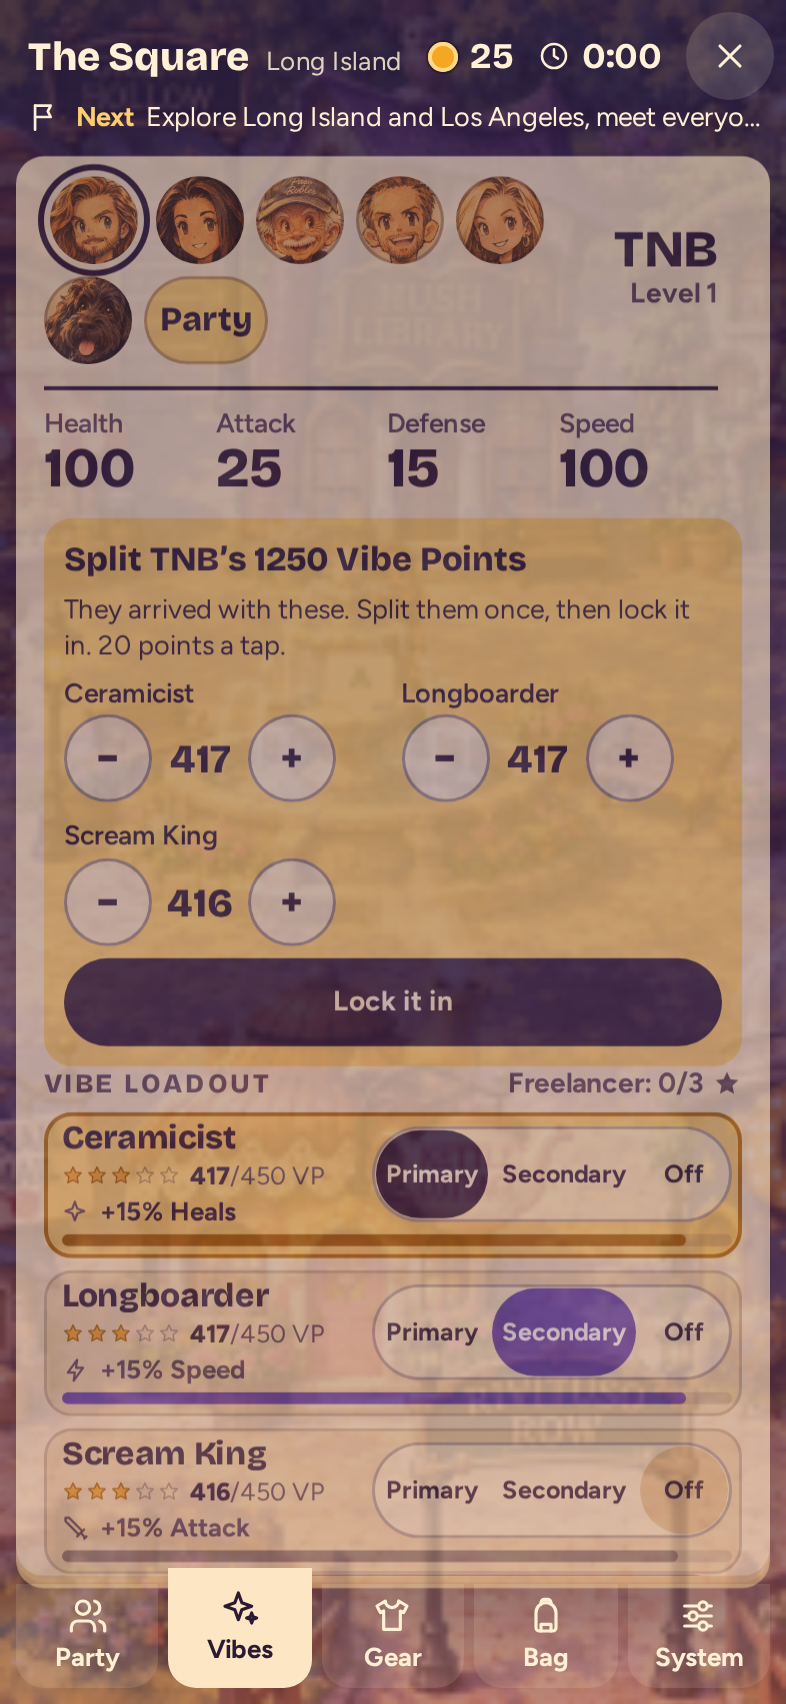 The Square Long Island 25 0:00
Next Explore Long Island and Los Angeles, meet everyo...
TNB
Level 1
Party
Health Attack Defense Speed
100 25 15 100
Split TNB's 1250 Vibe Points
They arrived with these. Split them once, then lock it
in. 20 points a tap.
Ceramicist Longboarder
− 417 + − 417 +
Scream King
− 416 +
Lock it in
VIBE LOADOUT Freelancer: 0/3 ★
Ceramicist
417/450 VP
+15% Heals
Primary Secondary Off
Longboarder
417/450 VP
+15% Speed
Primary Secondary Off
Scream King
416/450 VP
+15% Attack
Primary Secondary Off
Party Vibes Gear Bag System